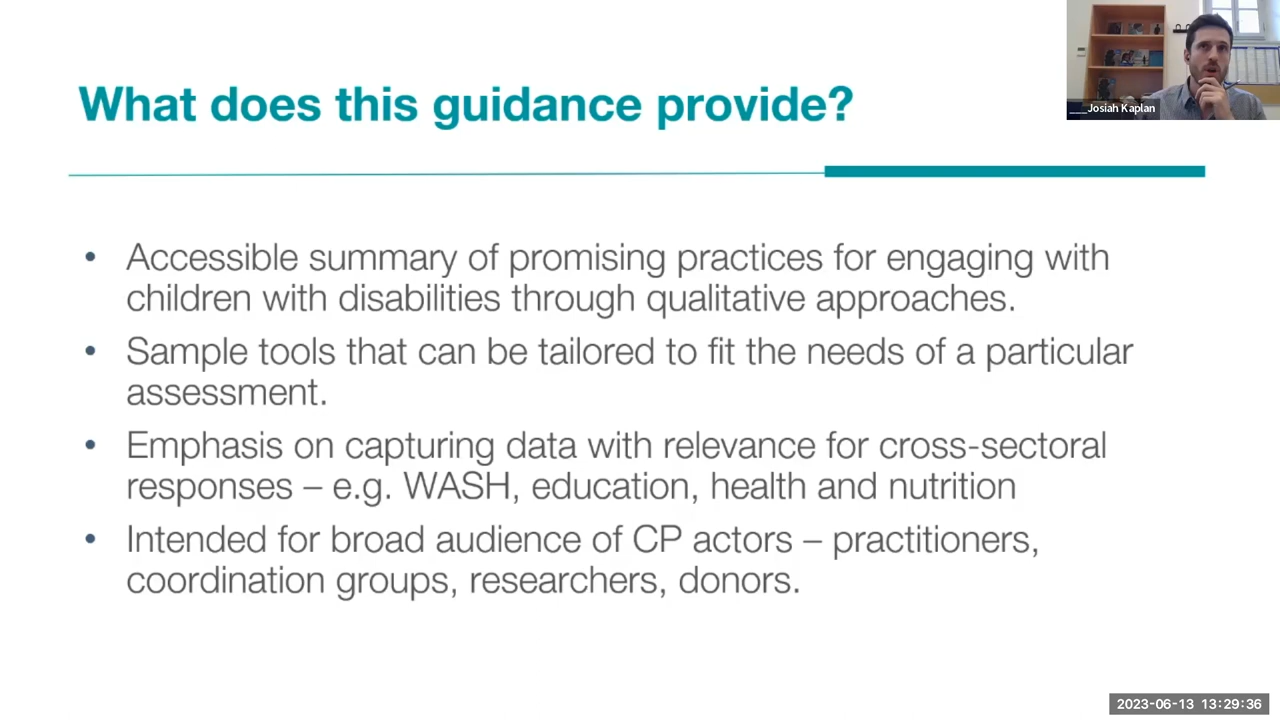 What does this guidance provide?
___Josiah Kaplan
• Accessible summary of promising practices for engaging with
children with disabilities through qualitative approaches.
• Sample tools that can be tailored to fit the needs of a particular
assessment.
• Emphasis on capturing data with relevance for cross-sectoral
responses – e.g. WASH, education, health and nutrition
• Intended for broad audience of CP actors – practitioners,
coordination groups, researchers, donors.
2023-06-13 13:29:36